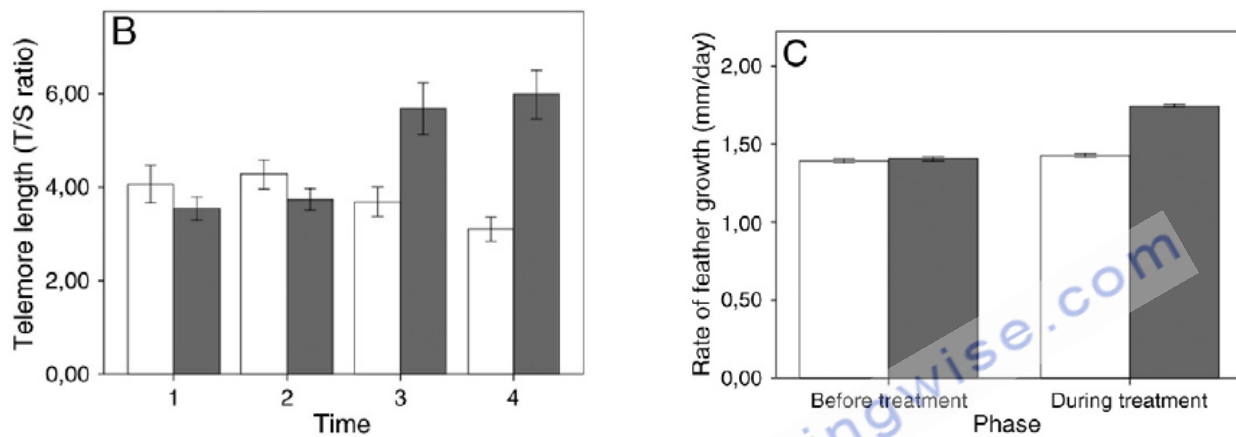 B
Telemore length (T/S ratio)
6,00
4,00
2,00
0,00
1 2 3 4
Time
C
Rate of feather growth (mm/day)
2,00
1,50
1,00
0,50
0,00
Before treatment During treatment
Phase
ingwise.com